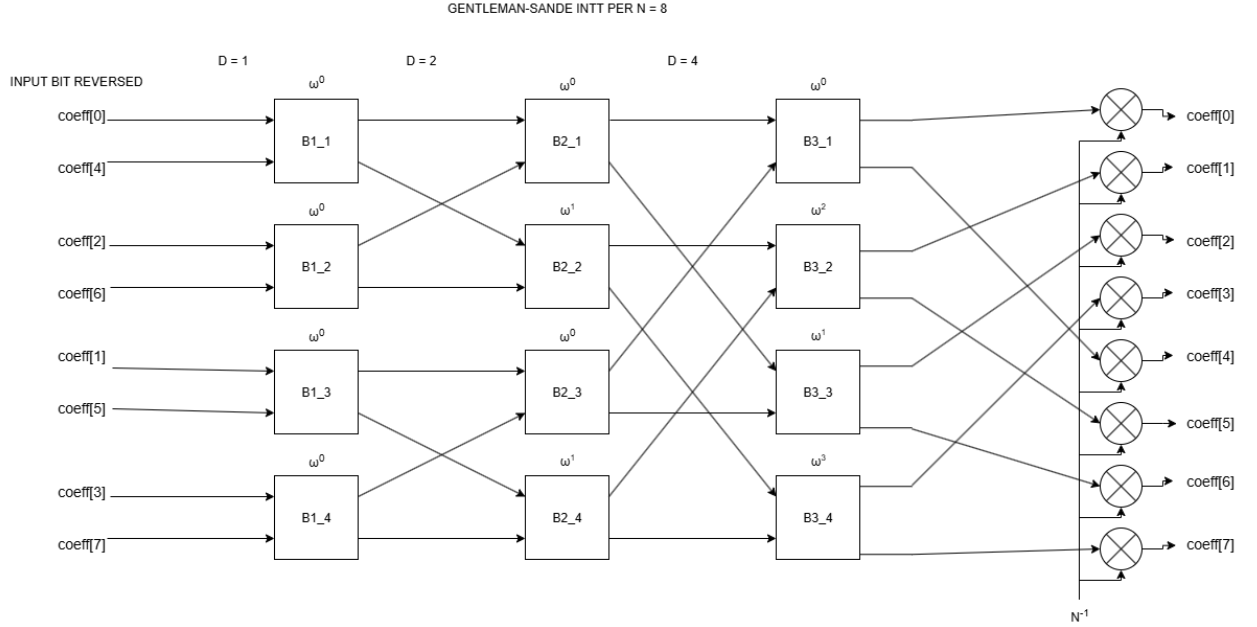 GENTLEMAN-SANDE INTT PER N = 8
D = 1
D = 2
D = 4
INPUT BIT REVERSED
ω⁰
ω⁰
ω⁰
coeff[0]
coeff[4]
B1_1
B2_1
B3_1
coeff[0]
coeff[1]
ω⁰
ω¹
ω²
coeff[2]
coeff[6]
B1_2
B2_2
B3_2
coeff[2]
coeff[3]
ω⁰
ω⁰
ω¹
coeff[1]
coeff[5]
B1_3
B2_3
B3_3
coeff[4]
coeff[5]
ω⁰
ω¹
ω³
coeff[3]
coeff[7]
B1_4
B2_4
B3_4
coeff[6]
coeff[7]
N⁻¹